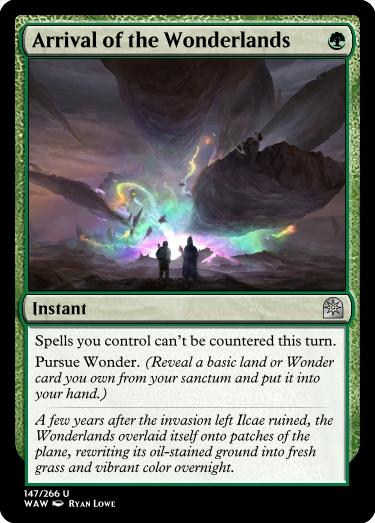 Arrival of the Wonderlands
Instant
Spells you control can't be countered this turn.
Pursue Wonder. (Reveal a basic land or Wonder
card you own from your sanctum and put it into
your hand.)
A few years after the invasion left Ilcae ruined, the
Wonderlands overlaid itself onto patches of the
plane, rewriting its oil-stained ground into fresh
grass and vibrant color overnight.
147/266 U
WAW Ryan Lowe